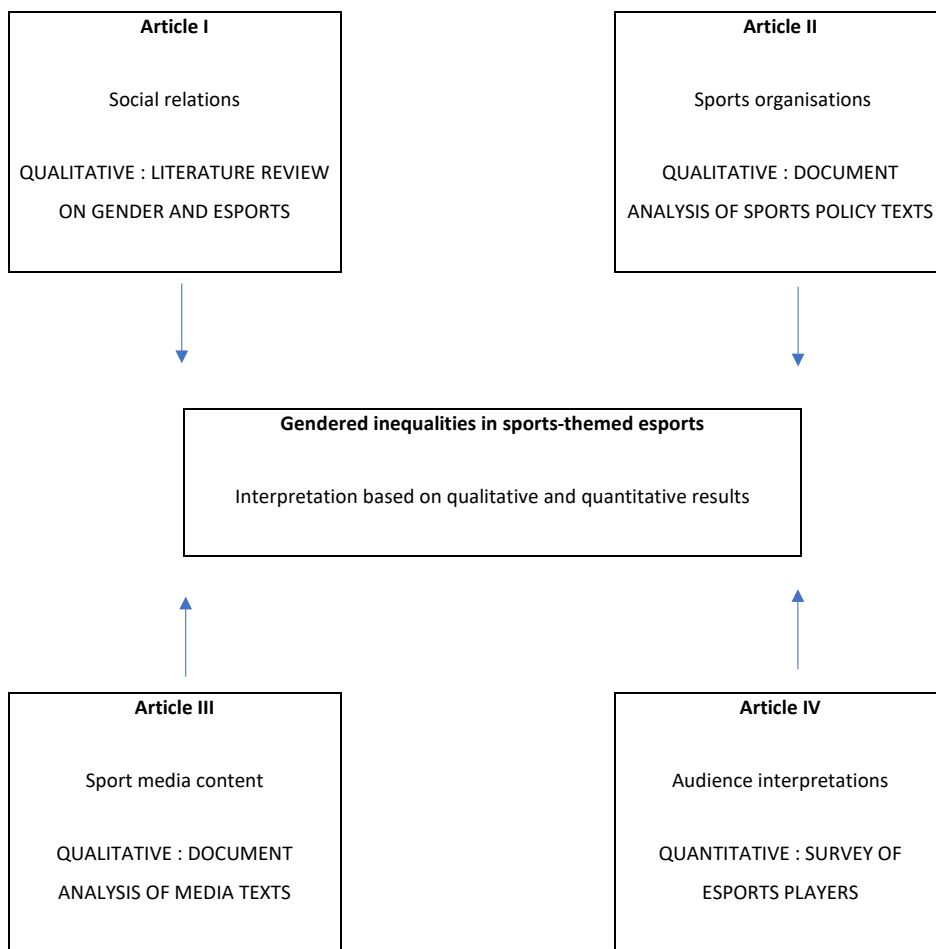 Article I
Social relations
QUALITATIVE : LITERATURE REVIEW
ON GENDER AND ESPORTS
Article II
Sports organisations
QUALITATIVE : DOCUMENT
ANALYSIS OF SPORTS POLICY TEXTS
Gendered inequalities in sports-themed esports
Interpretation based on qualitative and quantitative results
Article III
Sport media content
QUALITATIVE : DOCUMENT
ANALYSIS OF MEDIA TEXTS
Article IV
Audience interpretations
QUANTITATIVE : SURVEY OF
ESPORTS PLAYERS